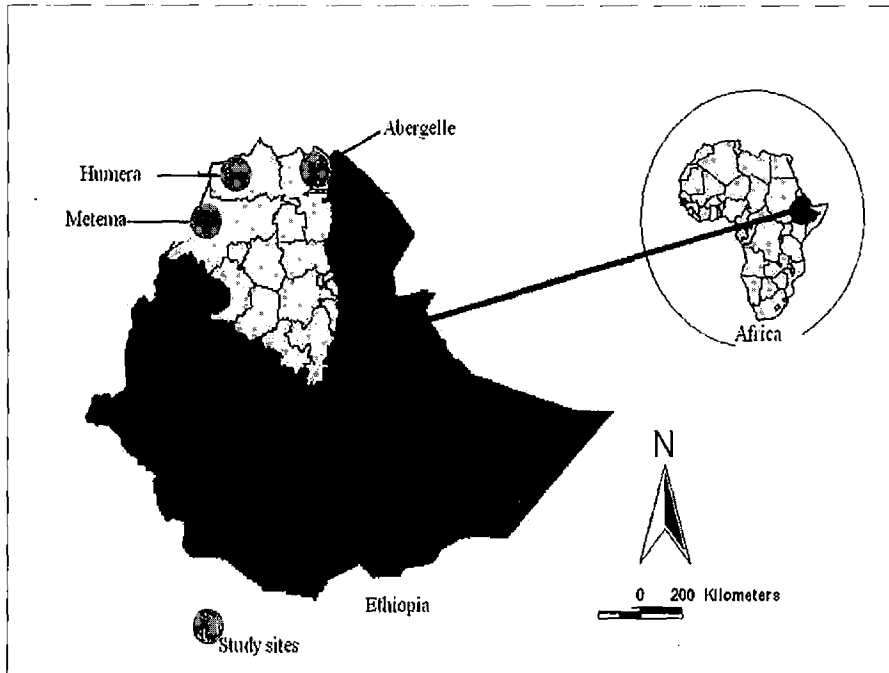 Abergelle
Humera
Metema
Africa
N
0 200 Kilometers
Ethiopia
Study sites